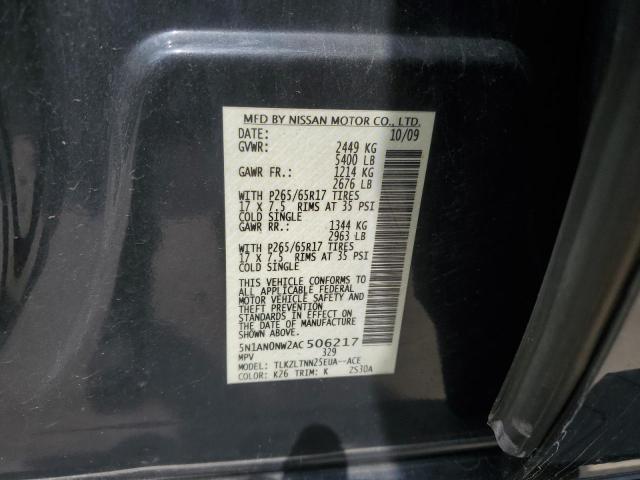 MFD BY NISSAN MOTOR CO., LTD.
DATE: 10/09
GVWR: 2449 KG
5400 LB
GAWR FR.: 1214 KG
2676 LB
WITH P265/65R17 TIRES
17 X 7.5 RIMS AT 35 PSI
COLD SINGLE
GAWR RR.: 1344 KG
2963 LB
WITH P265/65R17 TIRES
17 X 7.5 RIMS AT 35 PSI
COLD SINGLE
THIS VEHICLE CONFORMS TO
ALL APPLICABLE FEDERAL
MOTOR VEHICLE SAFETY AND
THEFT PREVENTION
STANDARDS IN EFFECT ON
DATE OF MANUFACTURE
5N1AN0NW2AC506217
MPV 329
MODEL: TLKZLTNN25EUA--ACE
COLOR: K26 TRIM: K ZS30A